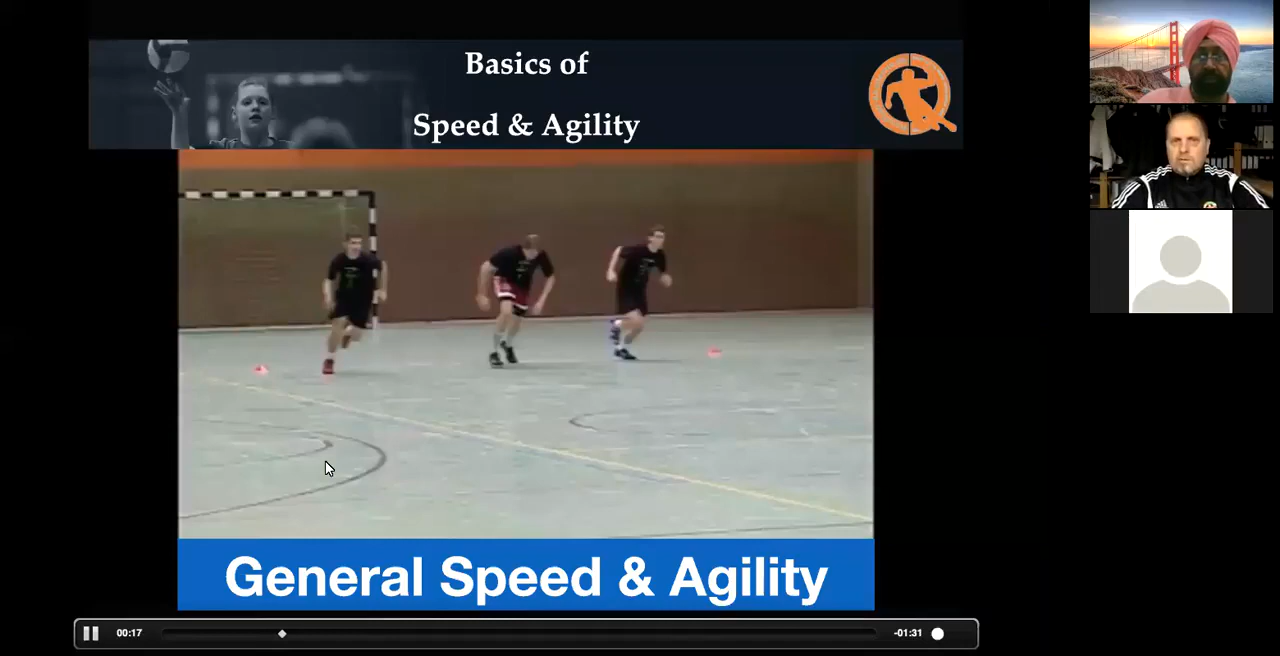 Basics of
Speed & Agility
General Speed & Agility
00:17
-01:31